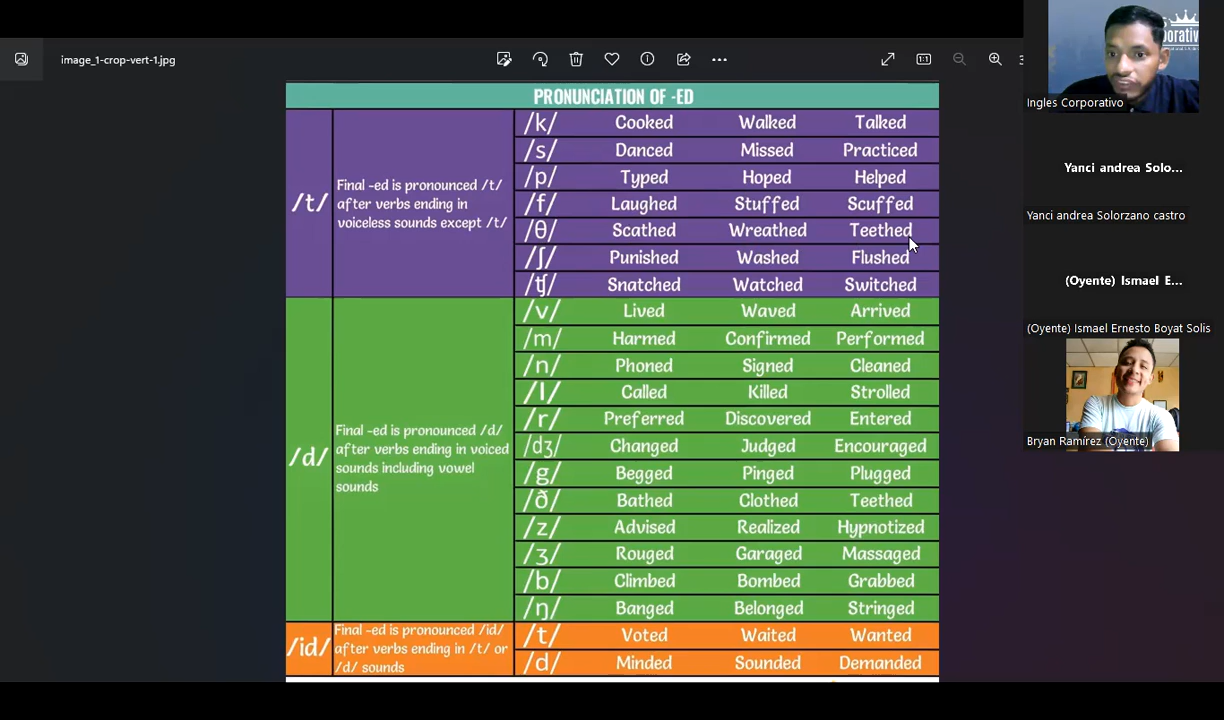 image_1-crop-vert-1.jpg
PRONUNCIATION OF -ED
/t/
Final -ed is pronounced /t/
after verbs ending in
voiceless sounds except /t/
/k/ Cooked Walked Talked
/s/ Danced Missed Practiced
/p/ Typed Hoped Helped
/f/ Laughed Stuffed Scuffed
/θ/ Scathed Wreathed Teethed
/ʃ/ Punished Washed Flushed
/ʧ/ Snatched Watched Switched
/d/
Final -ed is pronounced /d/
after verbs ending in voiced
sounds including vowel
sounds
/v/ Lived Waved Arrived
/m/ Harmed Confirmed Performed
/n/ Phoned Signed Cleaned
/l/ Called Killed Strolled
/r/ Preferred Discovered Entered
/dʒ/ Changed Judged Encouraged
/g/ Begged Pinged Plugged
/ð/ Bathed Clothed Teethed
/z/ Advised Realized Hypnotized
/ʒ/ Rouged Garaged Massaged
/b/ Climbed Bombed Grabbed
/ŋ/ Banged Belonged Stringed
/id/
Final -ed is pronounced /id/
after verbs ending in /t/ or
/d/ sounds
/t/ Voted Waited Wanted
/d/ Minded Sounded Demanded
Ingles Corporativo
Yanci andrea Solo...
Yanci andrea Solorzano castro
(Oyente) Ismael E...
(Oyente) Ismael Ernesto Boyat Solis
Bryan Ramírez (Oyente)